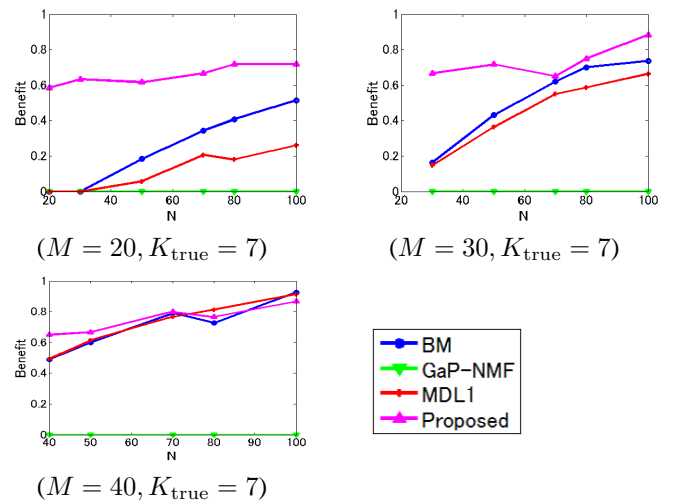 1
0.8
0.6
0.4
0.2
0
Benefit
20 40 60 80 100
N
(M = 20, K_true = 7)
1
0.8
0.6
0.4
0.2
0
Benefit
20 40 60 80 100
N
(M = 30, K_true = 7)
1
0.8
0.6
0.4
0.2
0
Benefit
40 50 60 70 80 90 100
N
(M = 40, K_true = 7)
BM
GaP-NMF
MDL1
Proposed